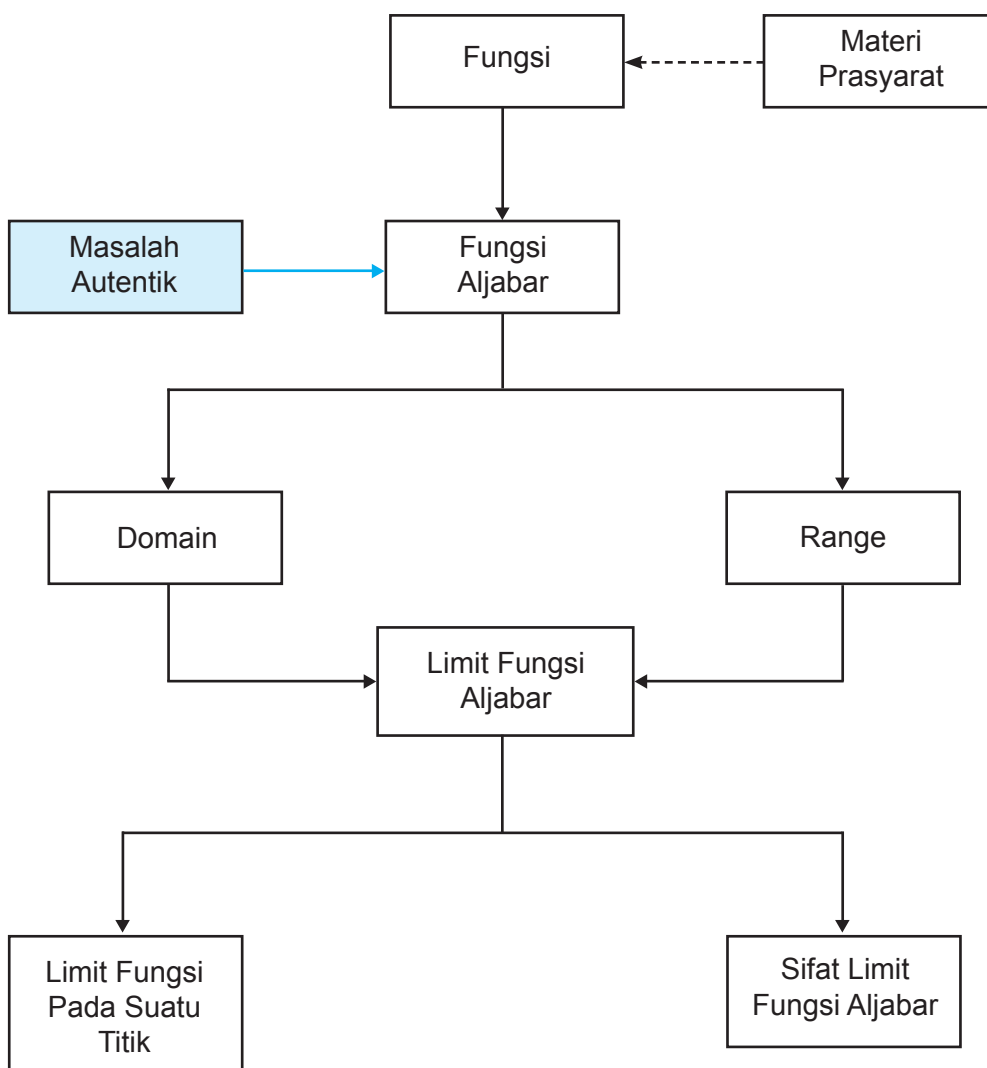 Fungsi
Materi
Prasyarat
Masalah
Autentik
Fungsi
Aljabar
Domain
Range
Limit Fungsi
Aljabar
Limit Fungsi
Pada Suatu
Titik
Sifat Limit
Fungsi Aljabar